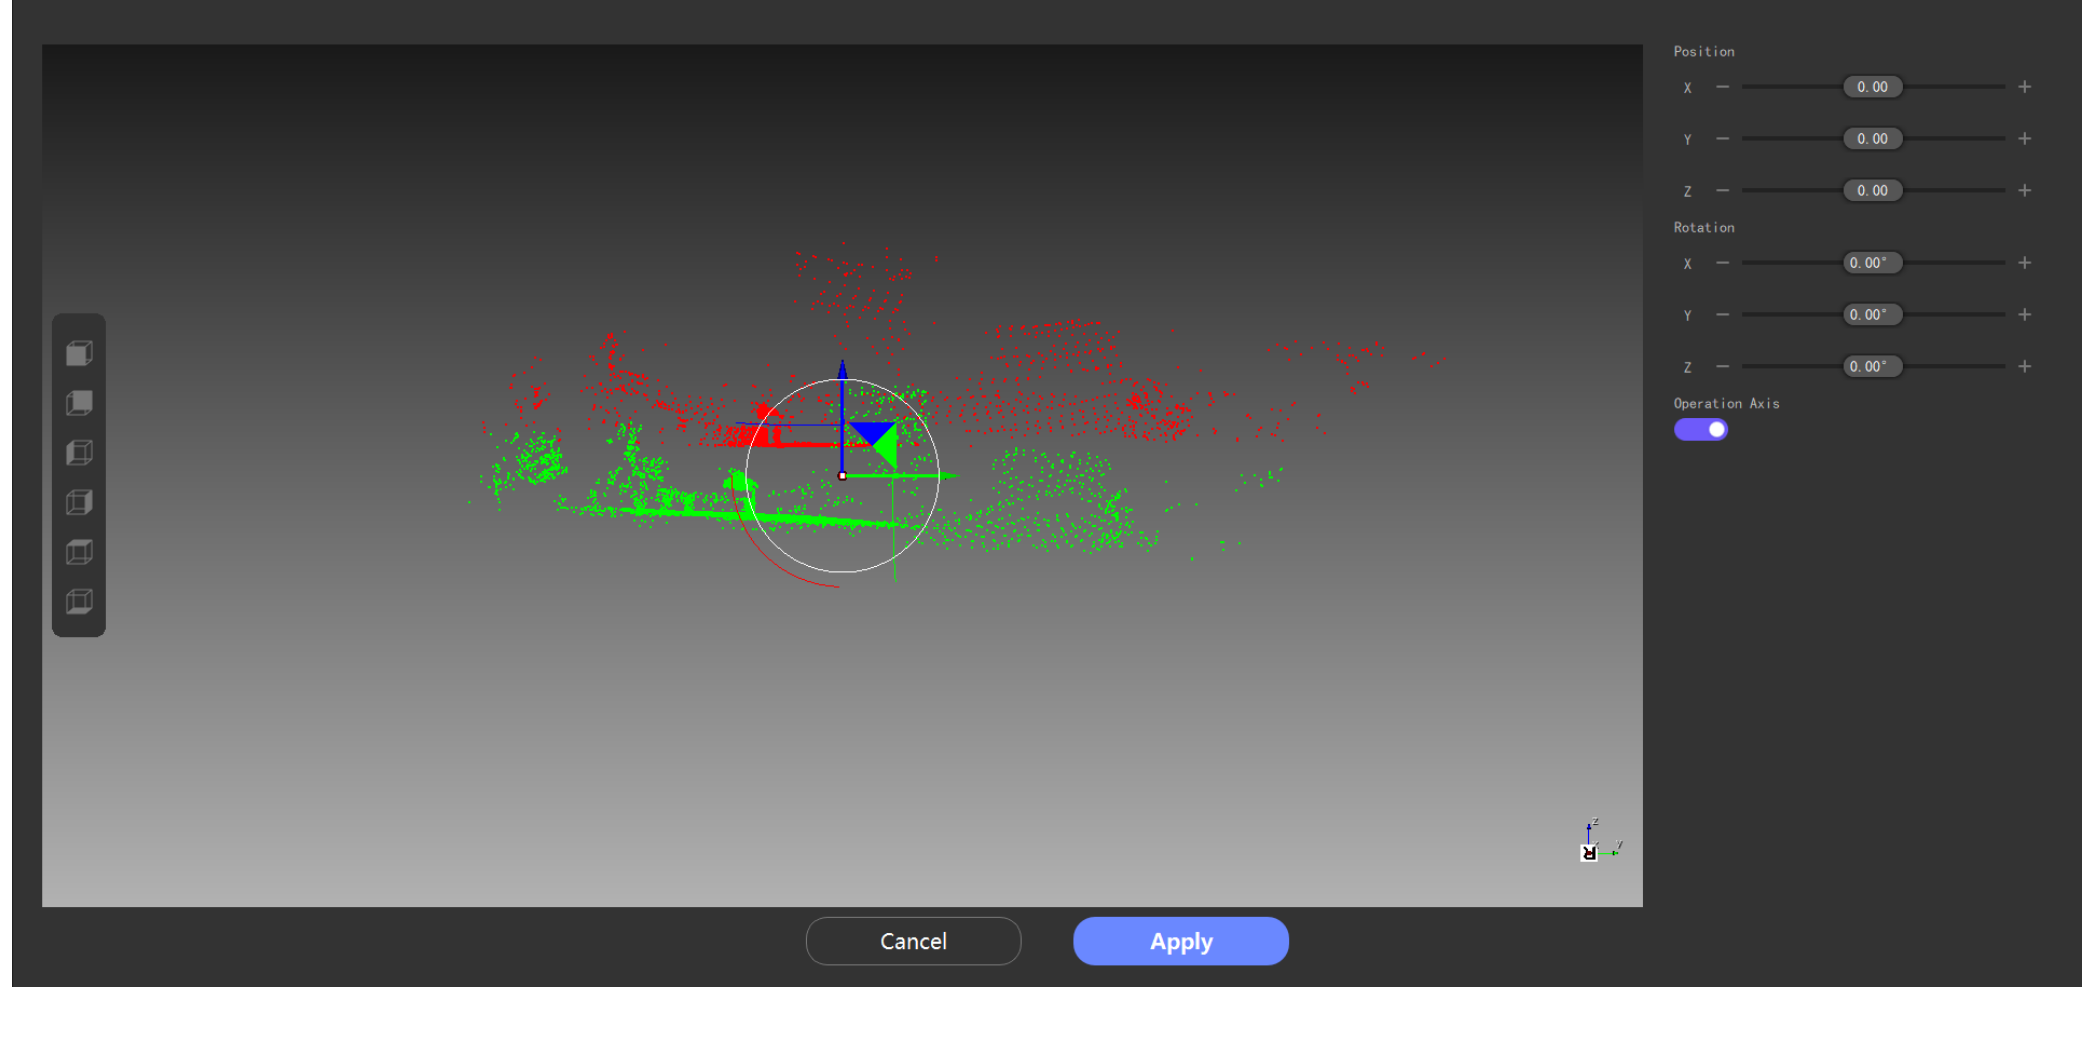 Position
X − 0.00 +
Y − 0.00 +
Z − 0.00 +
Rotation
X − 0.00° +
Y − 0.00° +
Z − 0.00° +
Operation Axis
Z
Y
R
Cancel
Apply